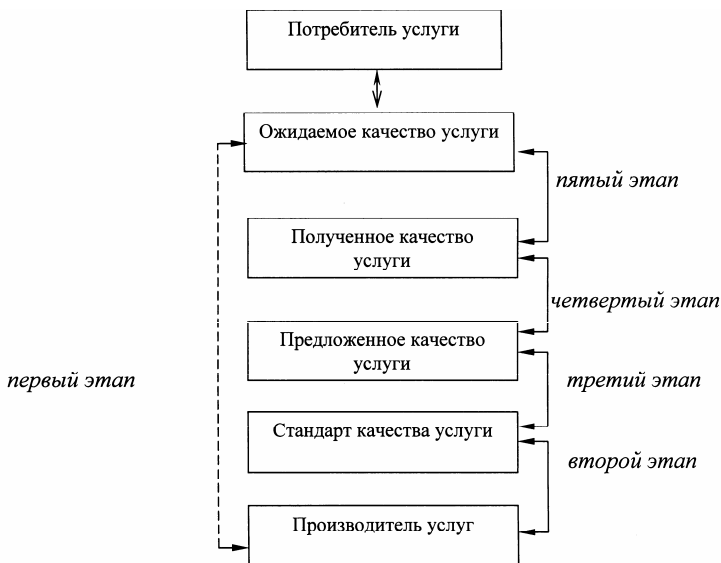 Потребитель услуги
Ожидаемое качество услуги
пятый этап
Полученное качество
услуги
четвертый этап
Предложенное качество
услуги
первый этап
третий этап
Стандарт качества услуги
второй этап
Производитель услуг